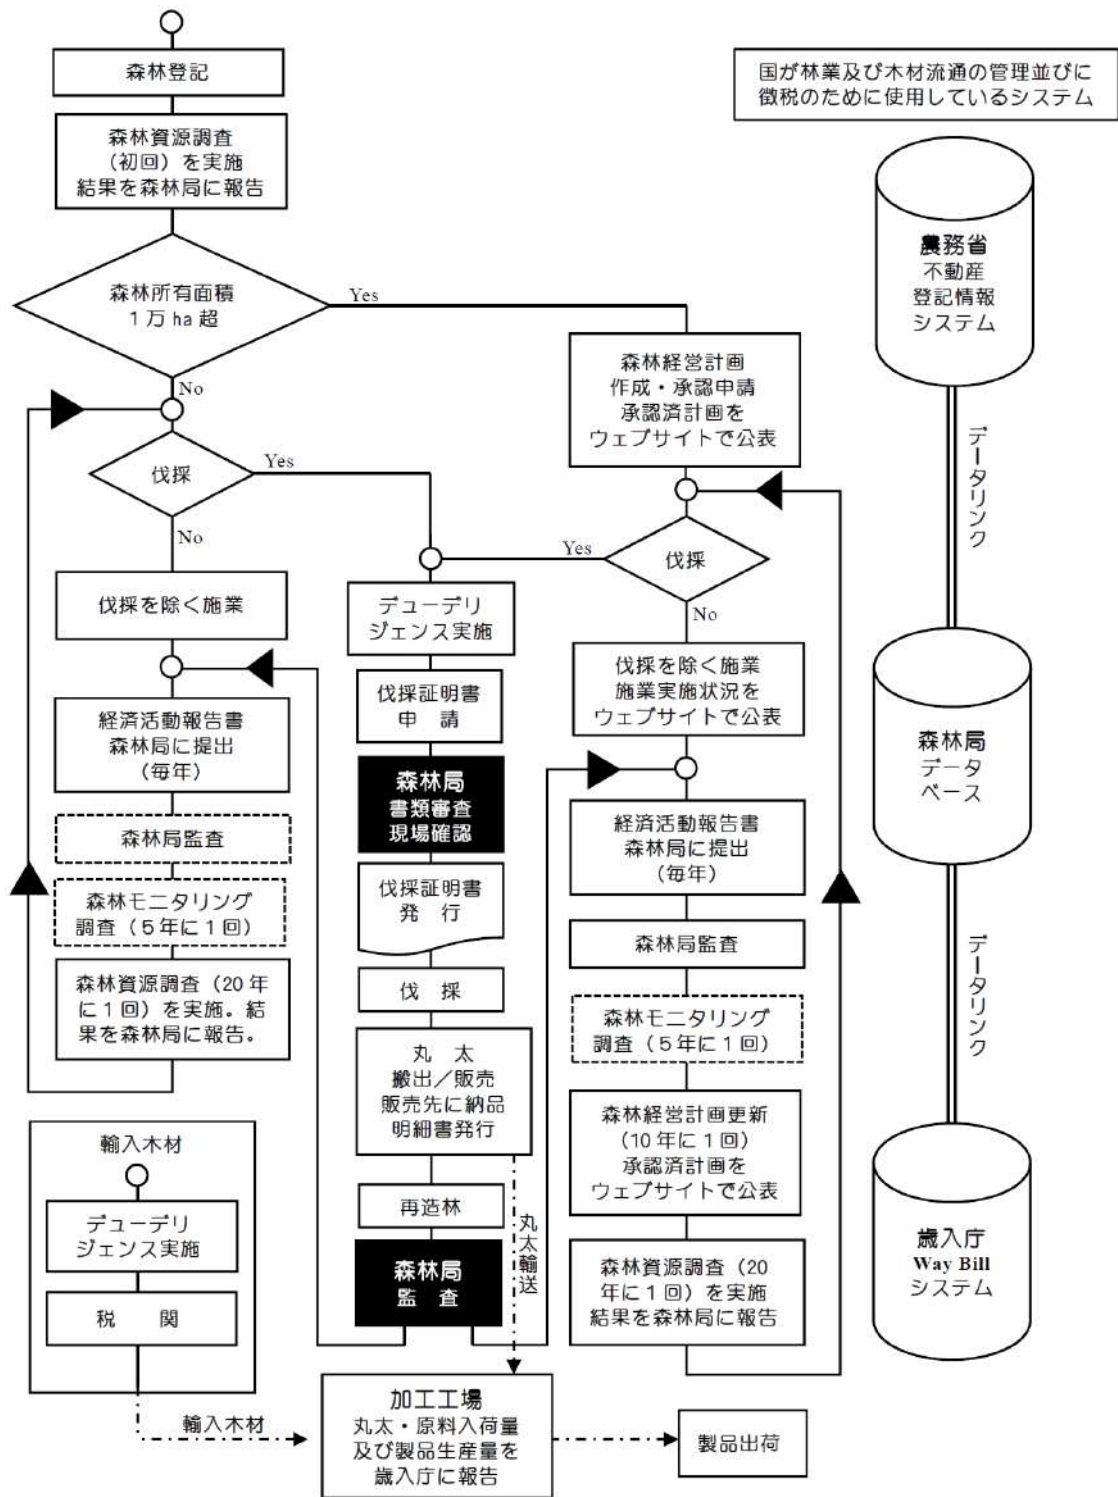 森林登記
森林資源調査
（初回）を実施
結果を森林局に報告
森林所有面積
１万 ha 超
Yes
No
伐採
Yes
No
伐採を除く施業
経済活動報告書
森林局に提出
（毎年）
森林局監査
森林モニタリング
調査（５年に１回）
森林資源調査（20 年
に１回）を実施。結
果を森林局に報告。
輸入木材
デューデリ
ジェンス実施
税　関
輸入木材
デューデリ
ジェンス実施
伐採証明書
申　請
森林局
書類審査
現場確認
伐採証明書
発　行
伐　採
丸　太
搬出／販売
販売先に納品
明細書発行
再造林
森林局
監　査
丸太輸送
加工工場
丸太・原料入荷量
及び製品生産量を
歳入庁に報告
製品出荷
森林経営計画
作成・承認申請
承認済計画を
ウェブサイトで公表
伐採
Yes
No
伐採を除く施業
施業実施状況を
ウェブサイトで公表
経済活動報告書
森林局に提出
（毎年）
森林局監査
森林モニタリング
調査（５年に１回）
森林経営計画更新
（10 年に１回）
承認済計画を
ウェブサイトで公表
森林資源調査（20
年に１回）を実施
結果を森林局に報告
国が林業及び木材流通の管理並びに
徴税のために使用しているシステム
農務省
不動産
登記情報
システム
データリンク
森林局
データ
ベース
データリンク
歳入庁
Way Bill
システム